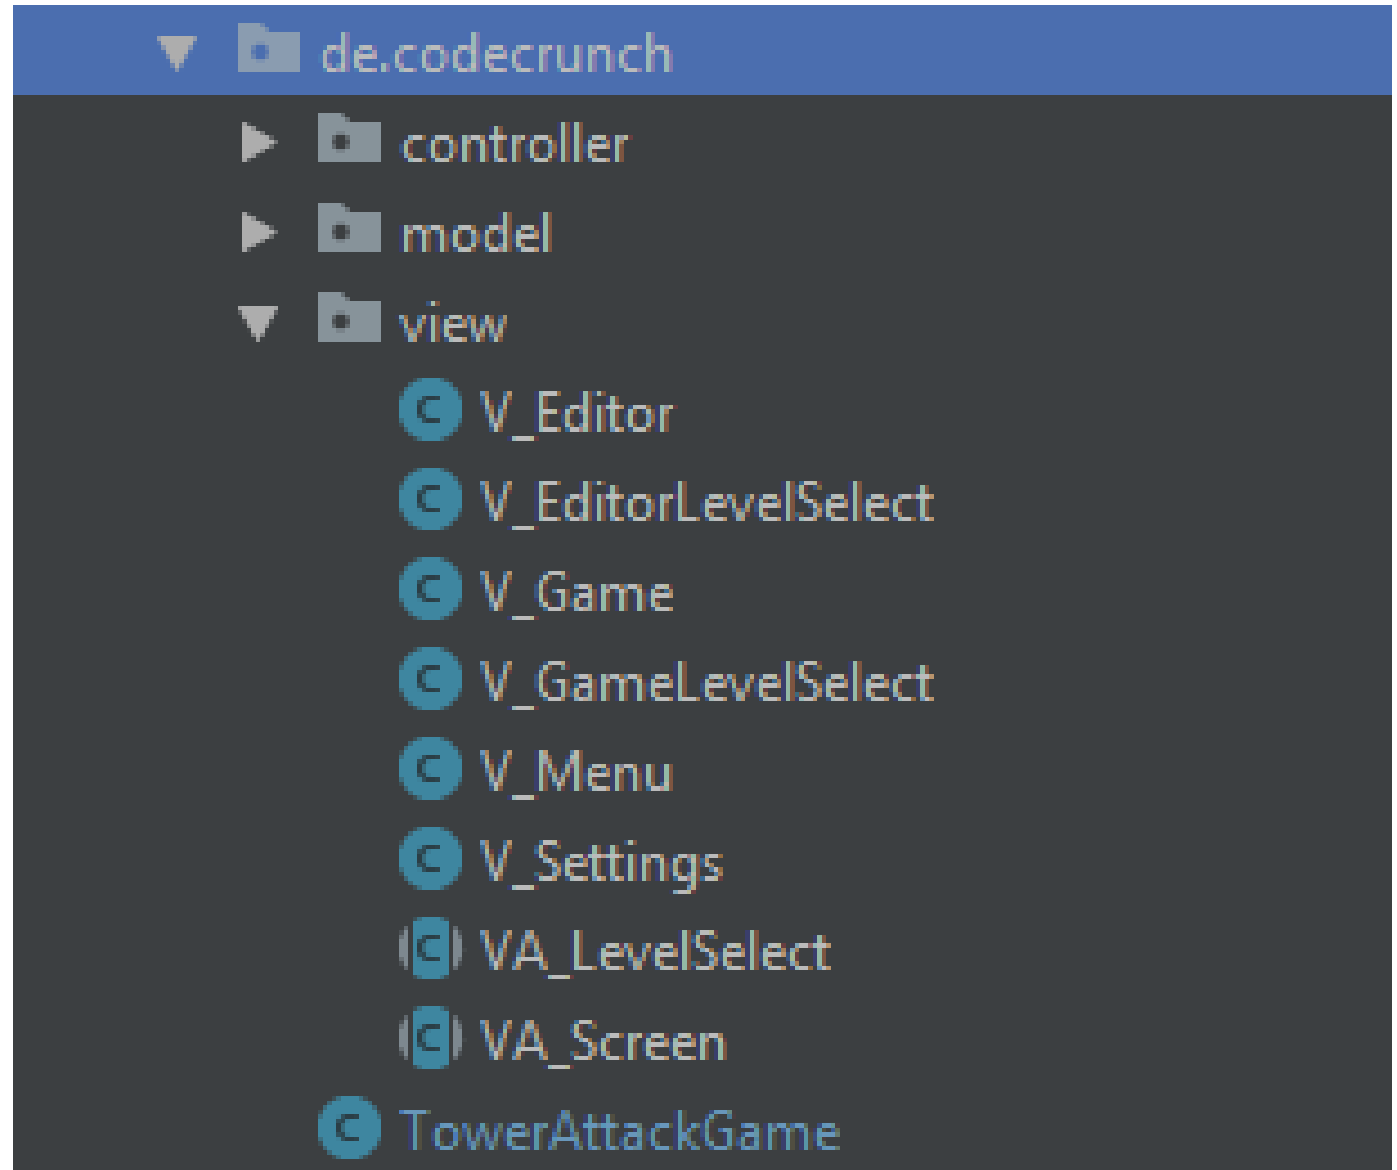 de.codecrunch
controller
model
view
V_Editor
V_EditorLevelSelect
V_Game
V_GameLevelSelect
V_Menu
V_Settings
VA_LevelSelect
VA_Screen
TowerAttackGame